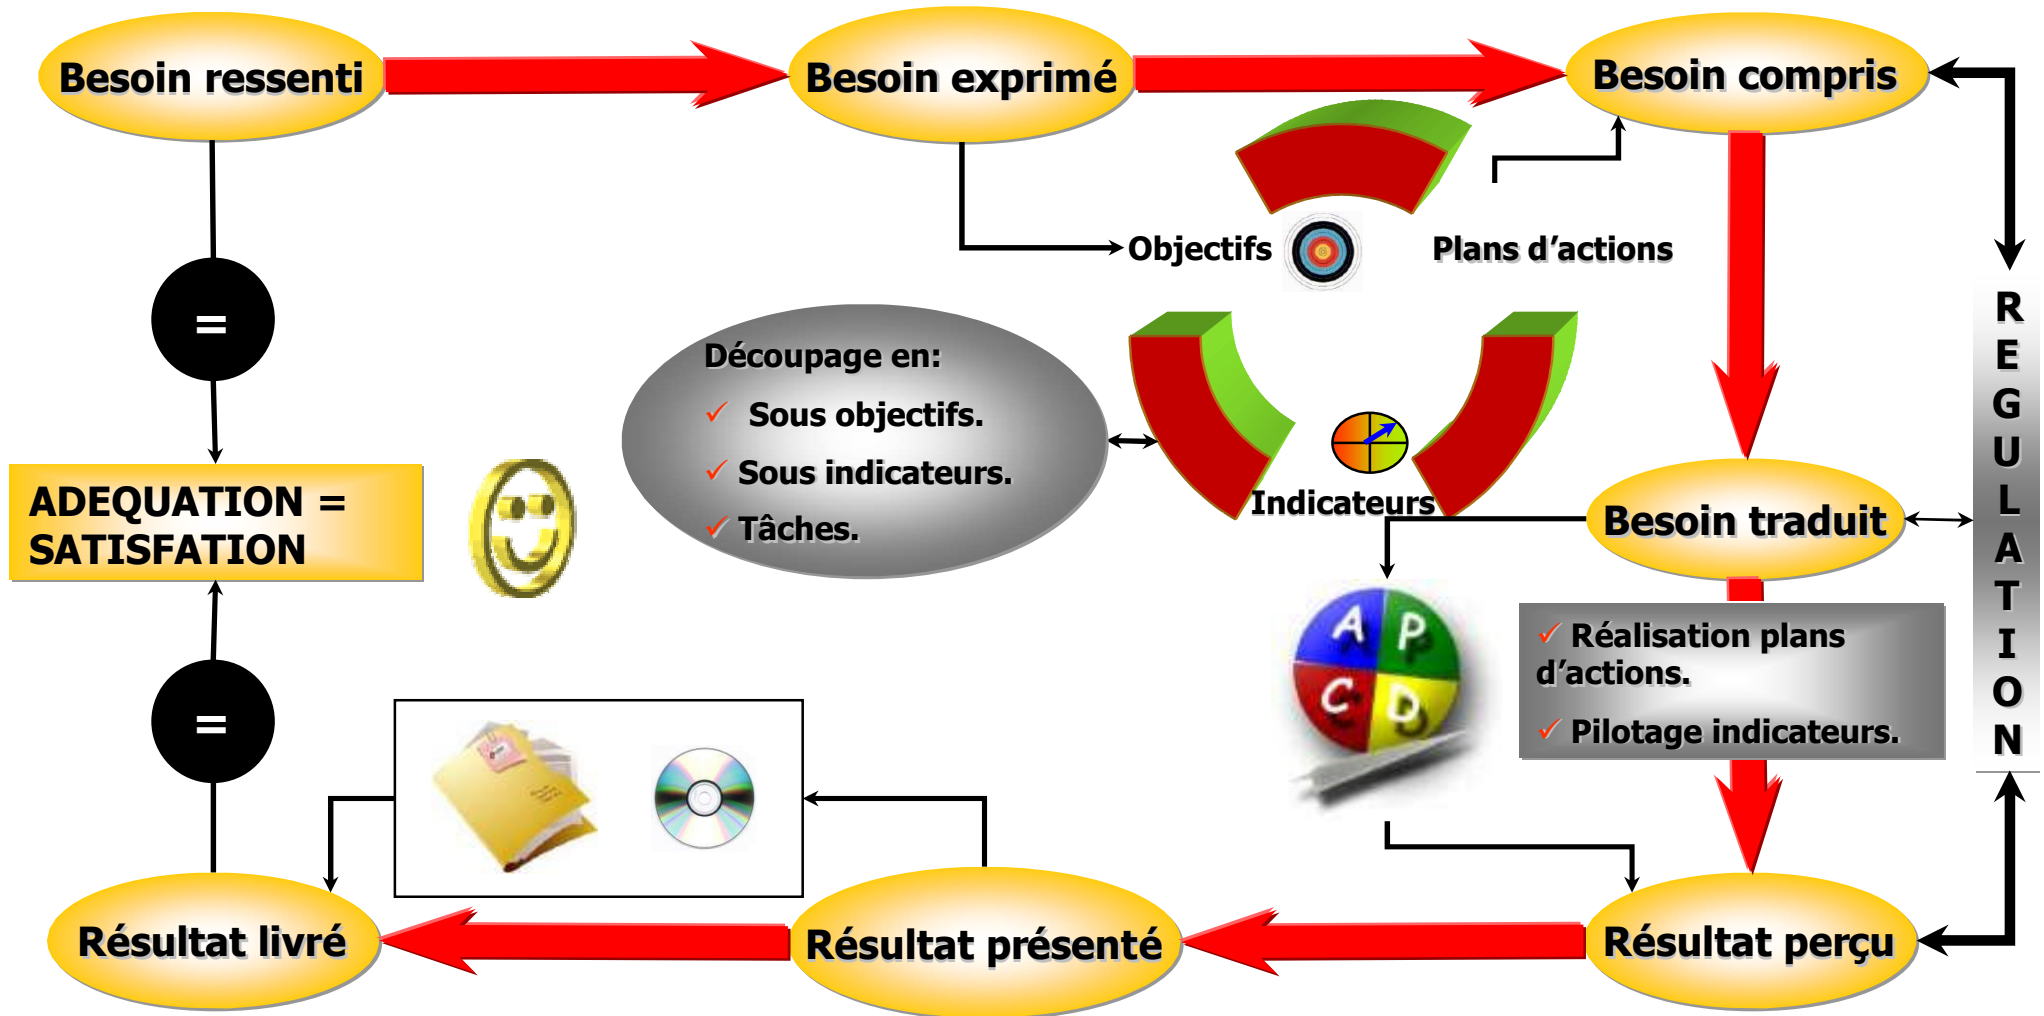 Besoin ressenti
Besoin exprimé
Besoin compris
Objectifs
Plans d’actions
=
Découpage en:
✓ Sous objectifs.
✓ Sous indicateurs.
✓ Tâches.
Indicateurs
ADEQUATION =
SATISFATION
Besoin traduit
R
E
G
U
L
A
T
I
O
N
A P
C D
✓ Réalisation plans
d’actions.
✓ Pilotage indicateurs.
=
Résultat livré
Résultat présenté
Résultat perçu